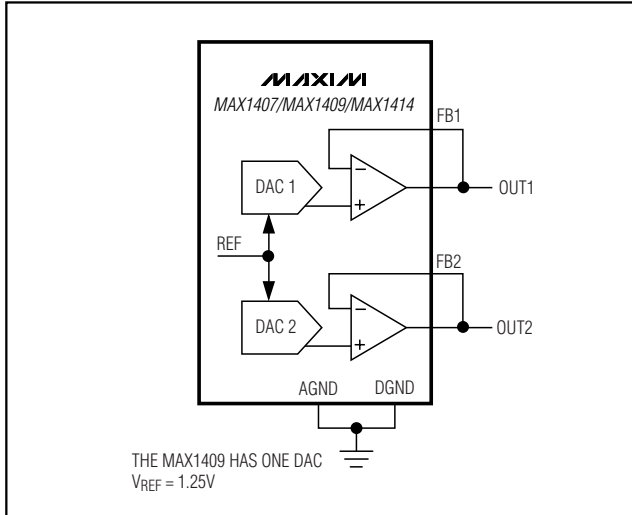 MAXIM
MAX1407/MAX1409/MAX1414
FB1
DAC 1
−
+
OUT1
REF
FB2
DAC 2
−
+
OUT2
AGND DGND
THE MAX1409 HAS ONE DAC
VREF = 1.25V